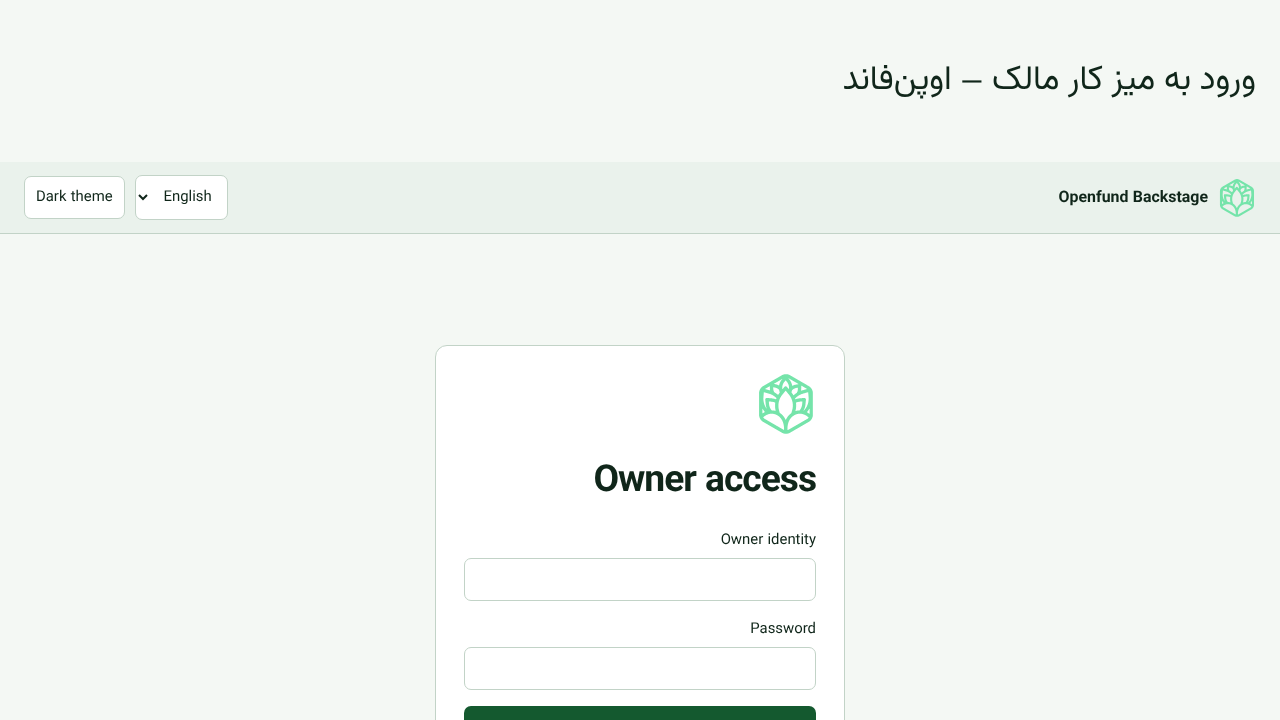 ورود به میز کار مالک – اوپن‌فاند
Openfund Backstage
English
Dark theme
Owner access
Owner identity
Password